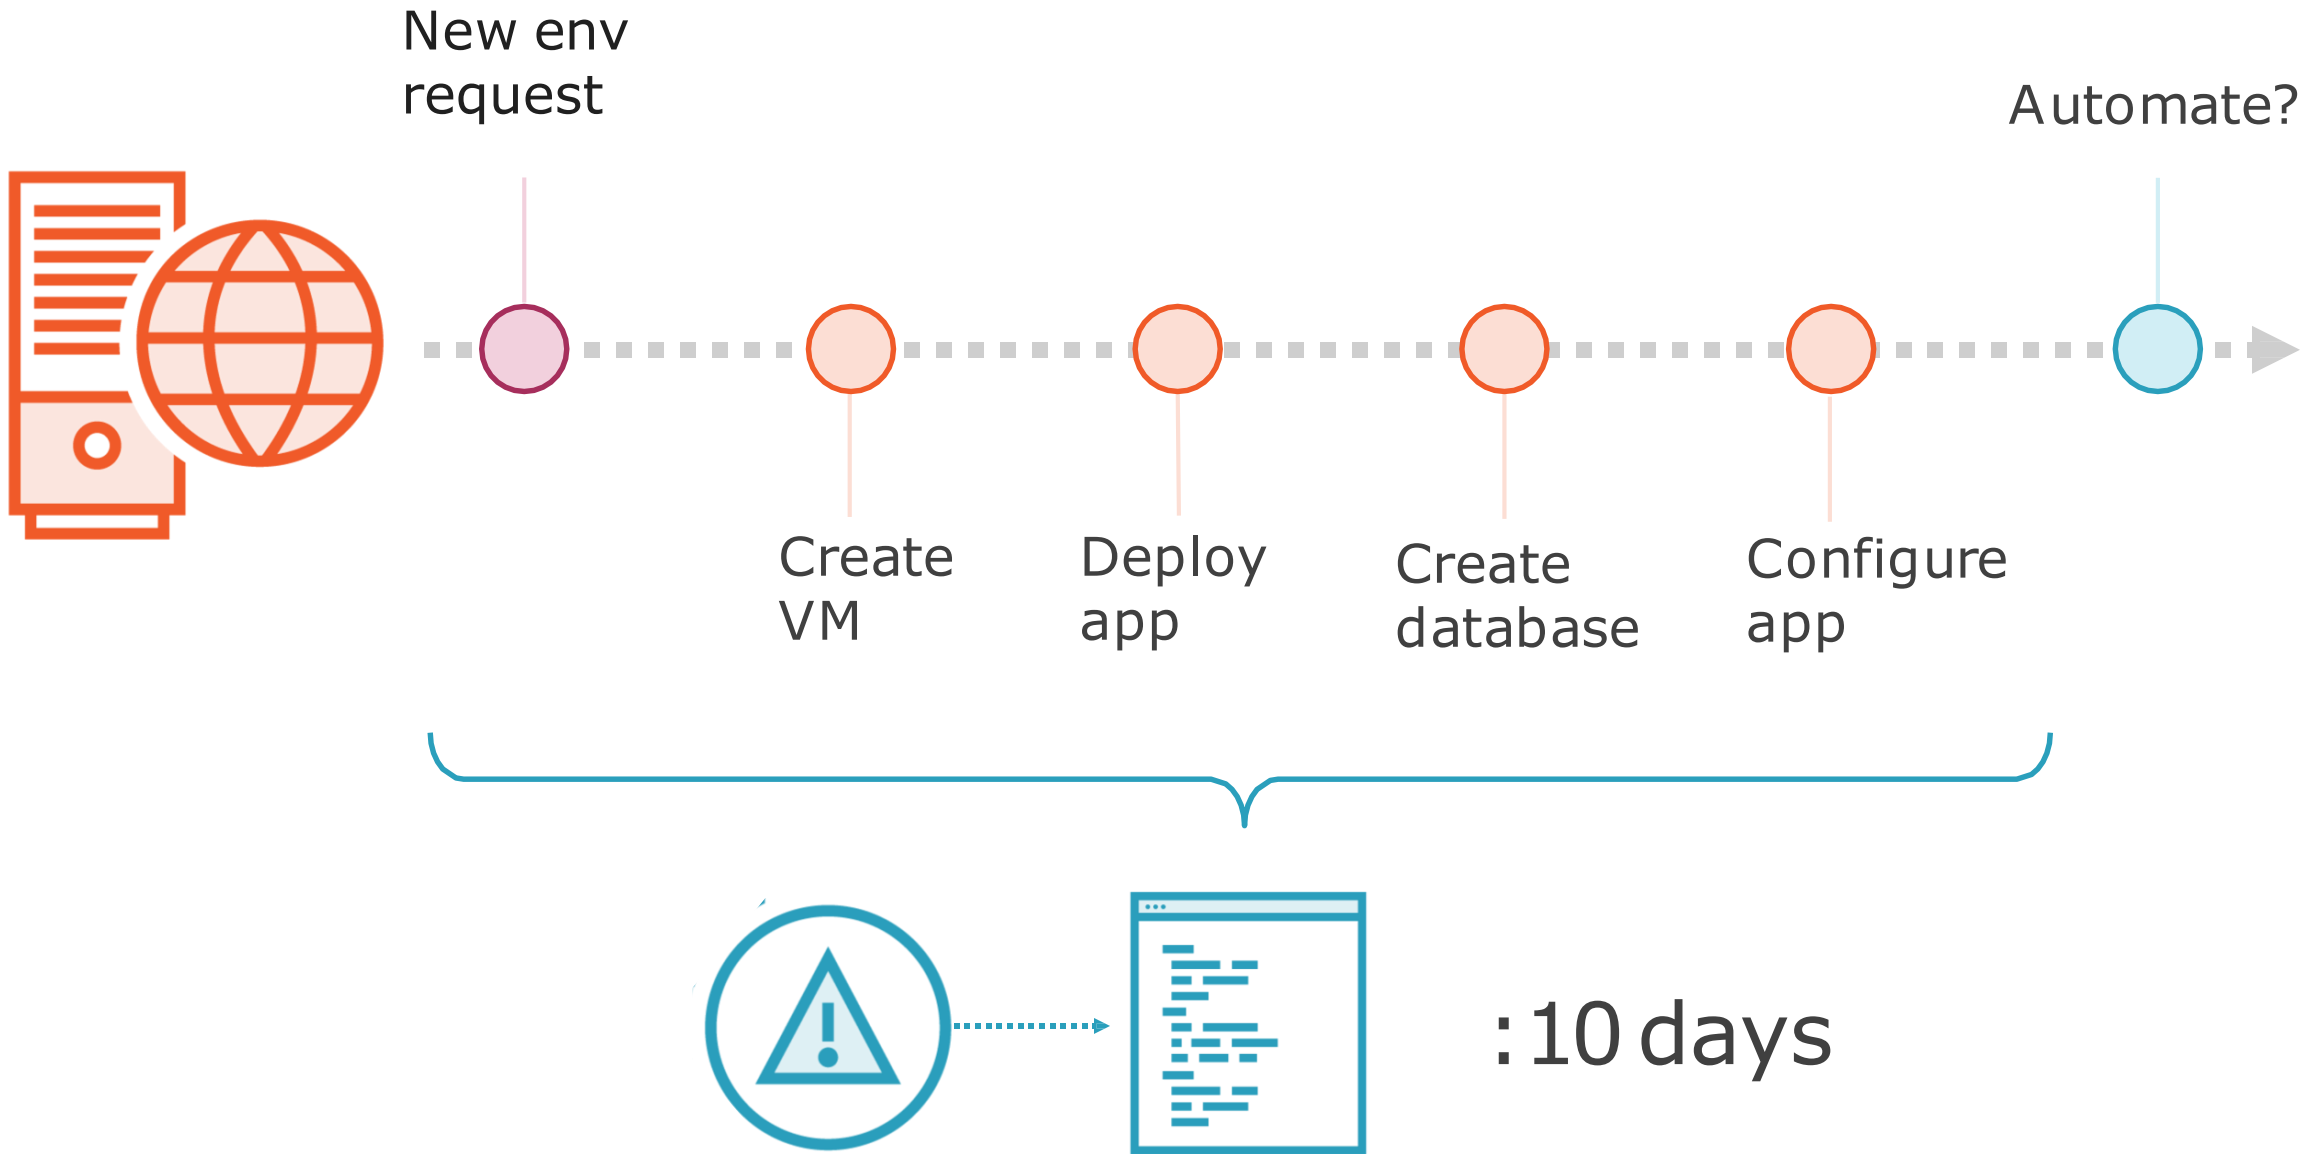 New env
request
Automate?
Create
VM
Deploy
app
Create
database
Configure
app
:10 days